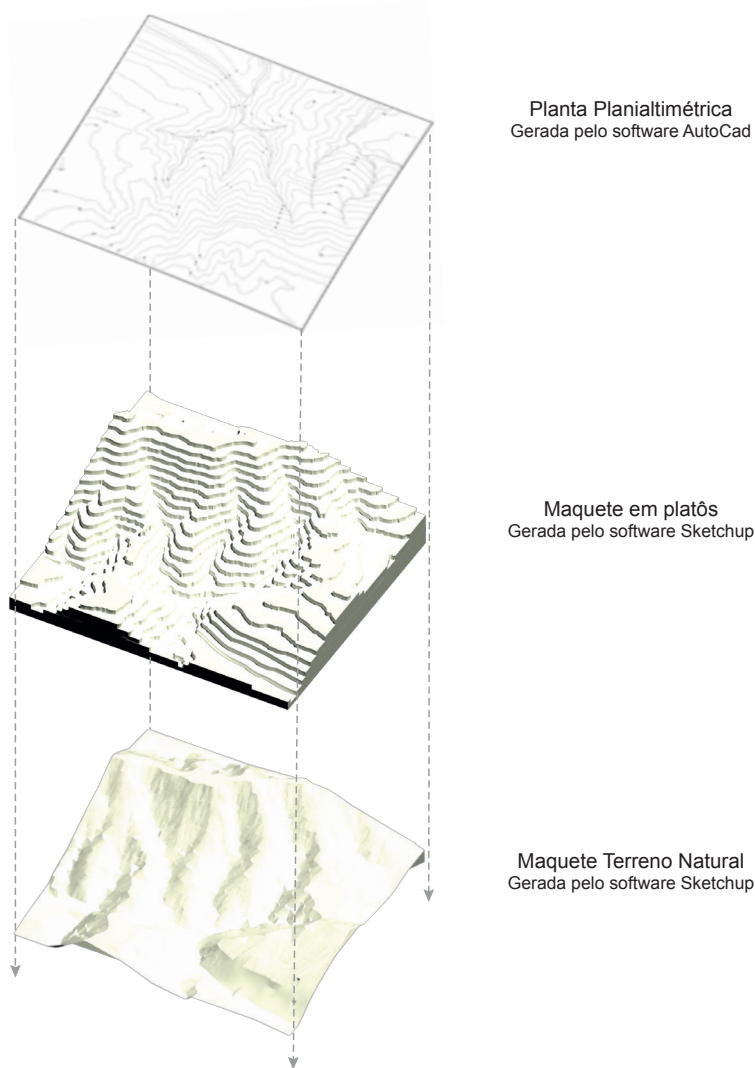 Planta Planialtimétrica
Gerada pelo software AutoCad
Maquete em platôs
Gerada pelo software Sketchup
Maquete Terreno Natural
Gerada pelo software Sketchup